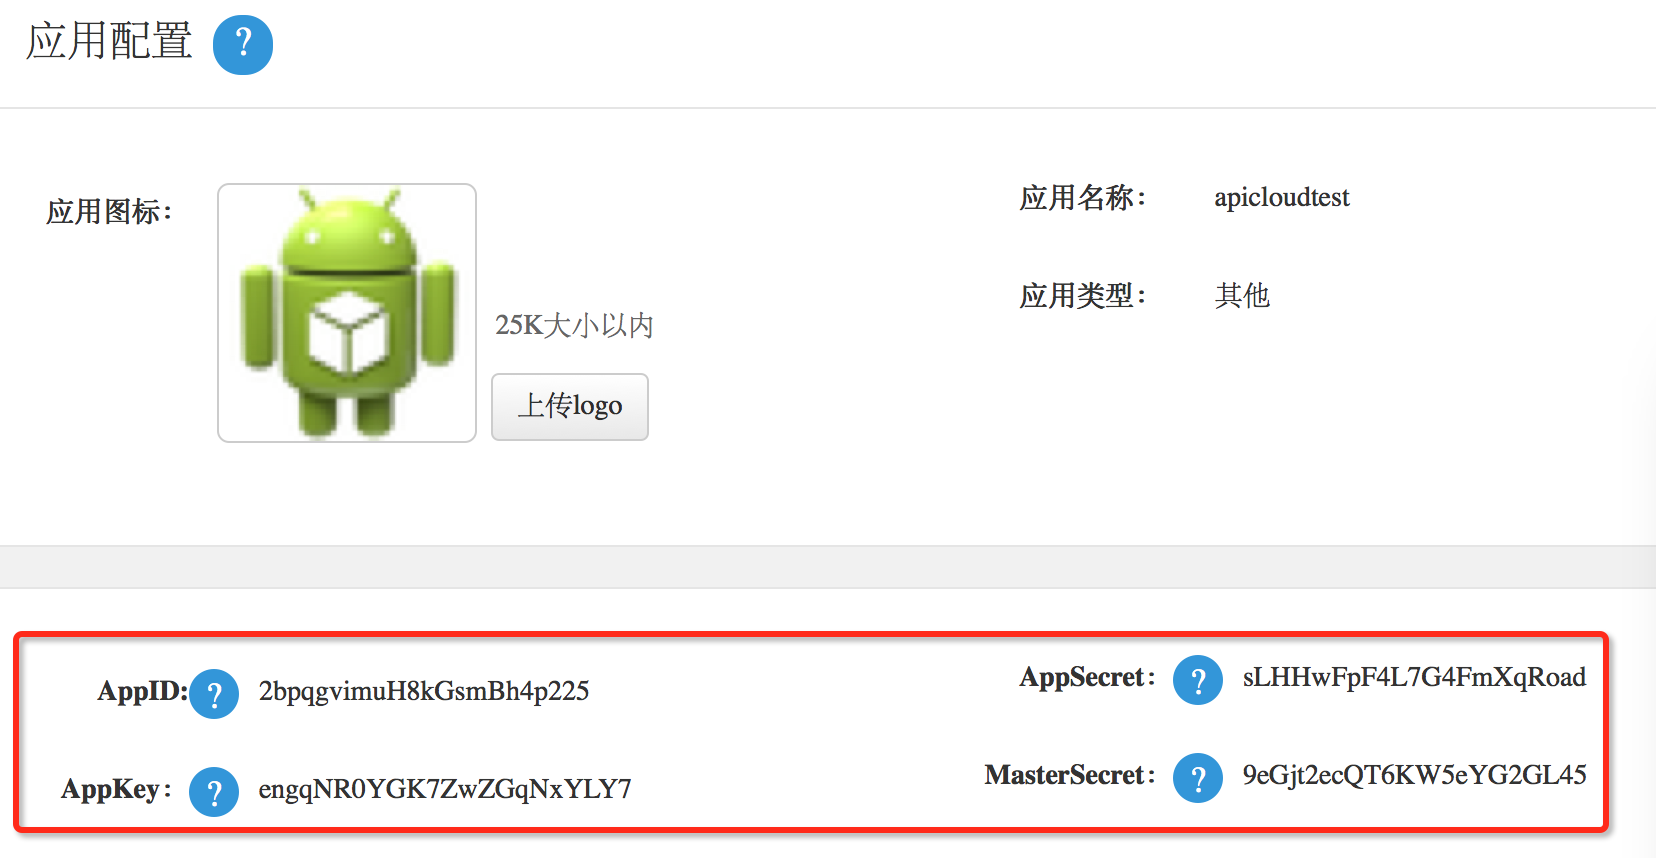 应用配置 ?
应用图标：
25K大小以内
上传logo
应用名称： apicloudtest
应用类型： 其他
AppID: ? 2bpqgvimuH8kGsmBh4p225
AppSecret： ? sLHHwFpF4L7G4FmXqRoad
AppKey： ? engqNR0YGK7ZwZGqNxYLY7
MasterSecret： ? 9eGjt2ecQT6KW5eYG2GL45